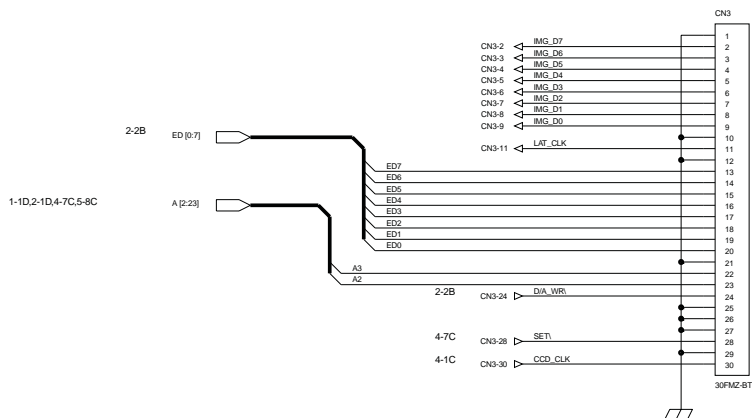 CN3
1
CN3-2 IMG_D7 2
CN3-3 IMG_D6 3
CN3-4 IMG_D5 4
CN3-5 IMG_D4 5
CN3-6 IMG_D3 6
CN3-7 IMG_D2 7
CN3-8 IMG_D1 8
CN3-9 IMG_D0 9
2-2B ED [0:7] 10
CN3-11 LAT_CLK 11
12
ED7 13
ED6 14
ED5 15
1-1D,2-1D,4-7C,5-8C A [2:23] ED4 16
ED3 17
ED2 18
ED1 19
ED0 20
21
A3 22
A2 23
2-2B CN3-24 D/A_WR\ 24
25
26
27
4-7C CN3-28 SET\ 28
29
4-1C CN3-30 CCD_CLK 30
30FMZ-BT